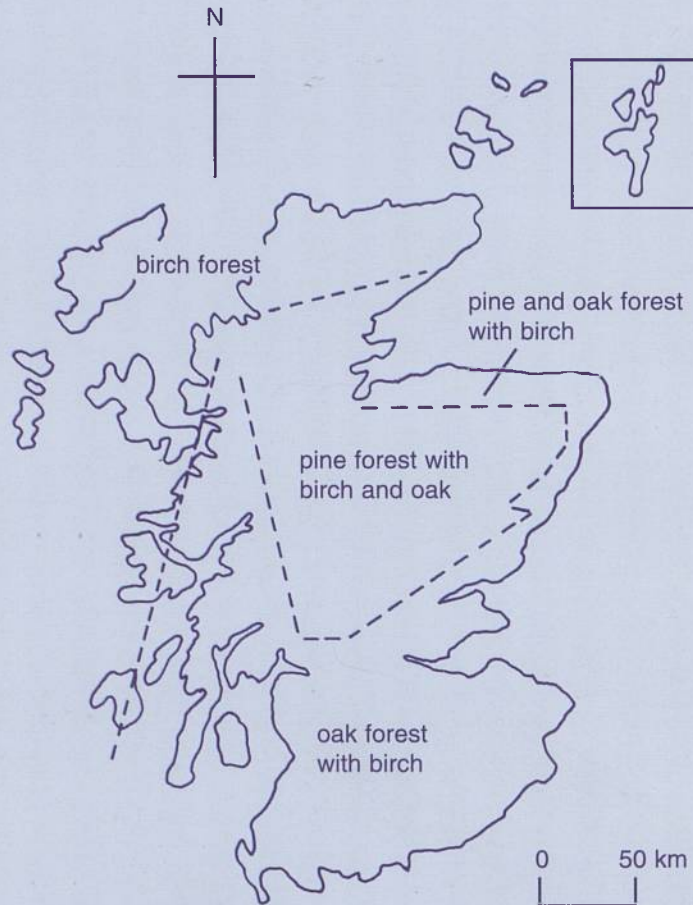 N
birch forest
pine and oak forest
with birch
pine forest with
birch and oak
oak forest
with birch
0 50 km